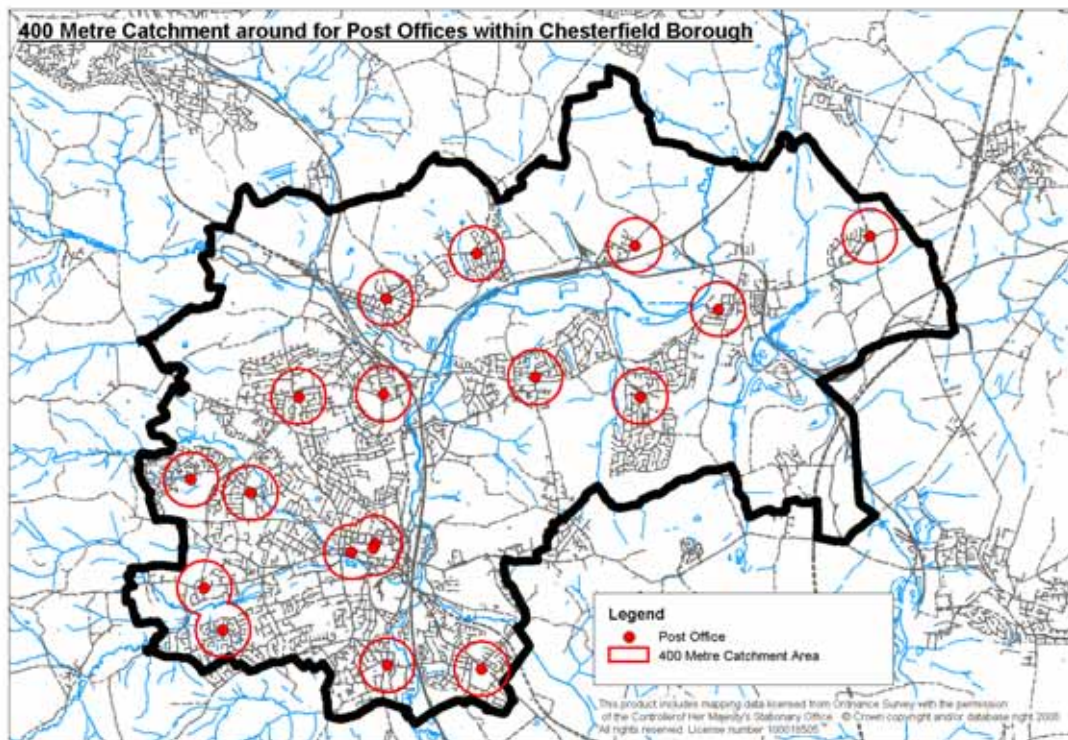 400 Metre Catchment around for Post Offices within Chesterfield Borough
Legend
Post Office
400 Metre Catchment Area
This product includes mapping data licensed from Ordnance Survey with the permission
of the Controller of Her Majesty's Stationary Office. © Crown copyright and/or database right 2008
All rights reserved. License number 100018505